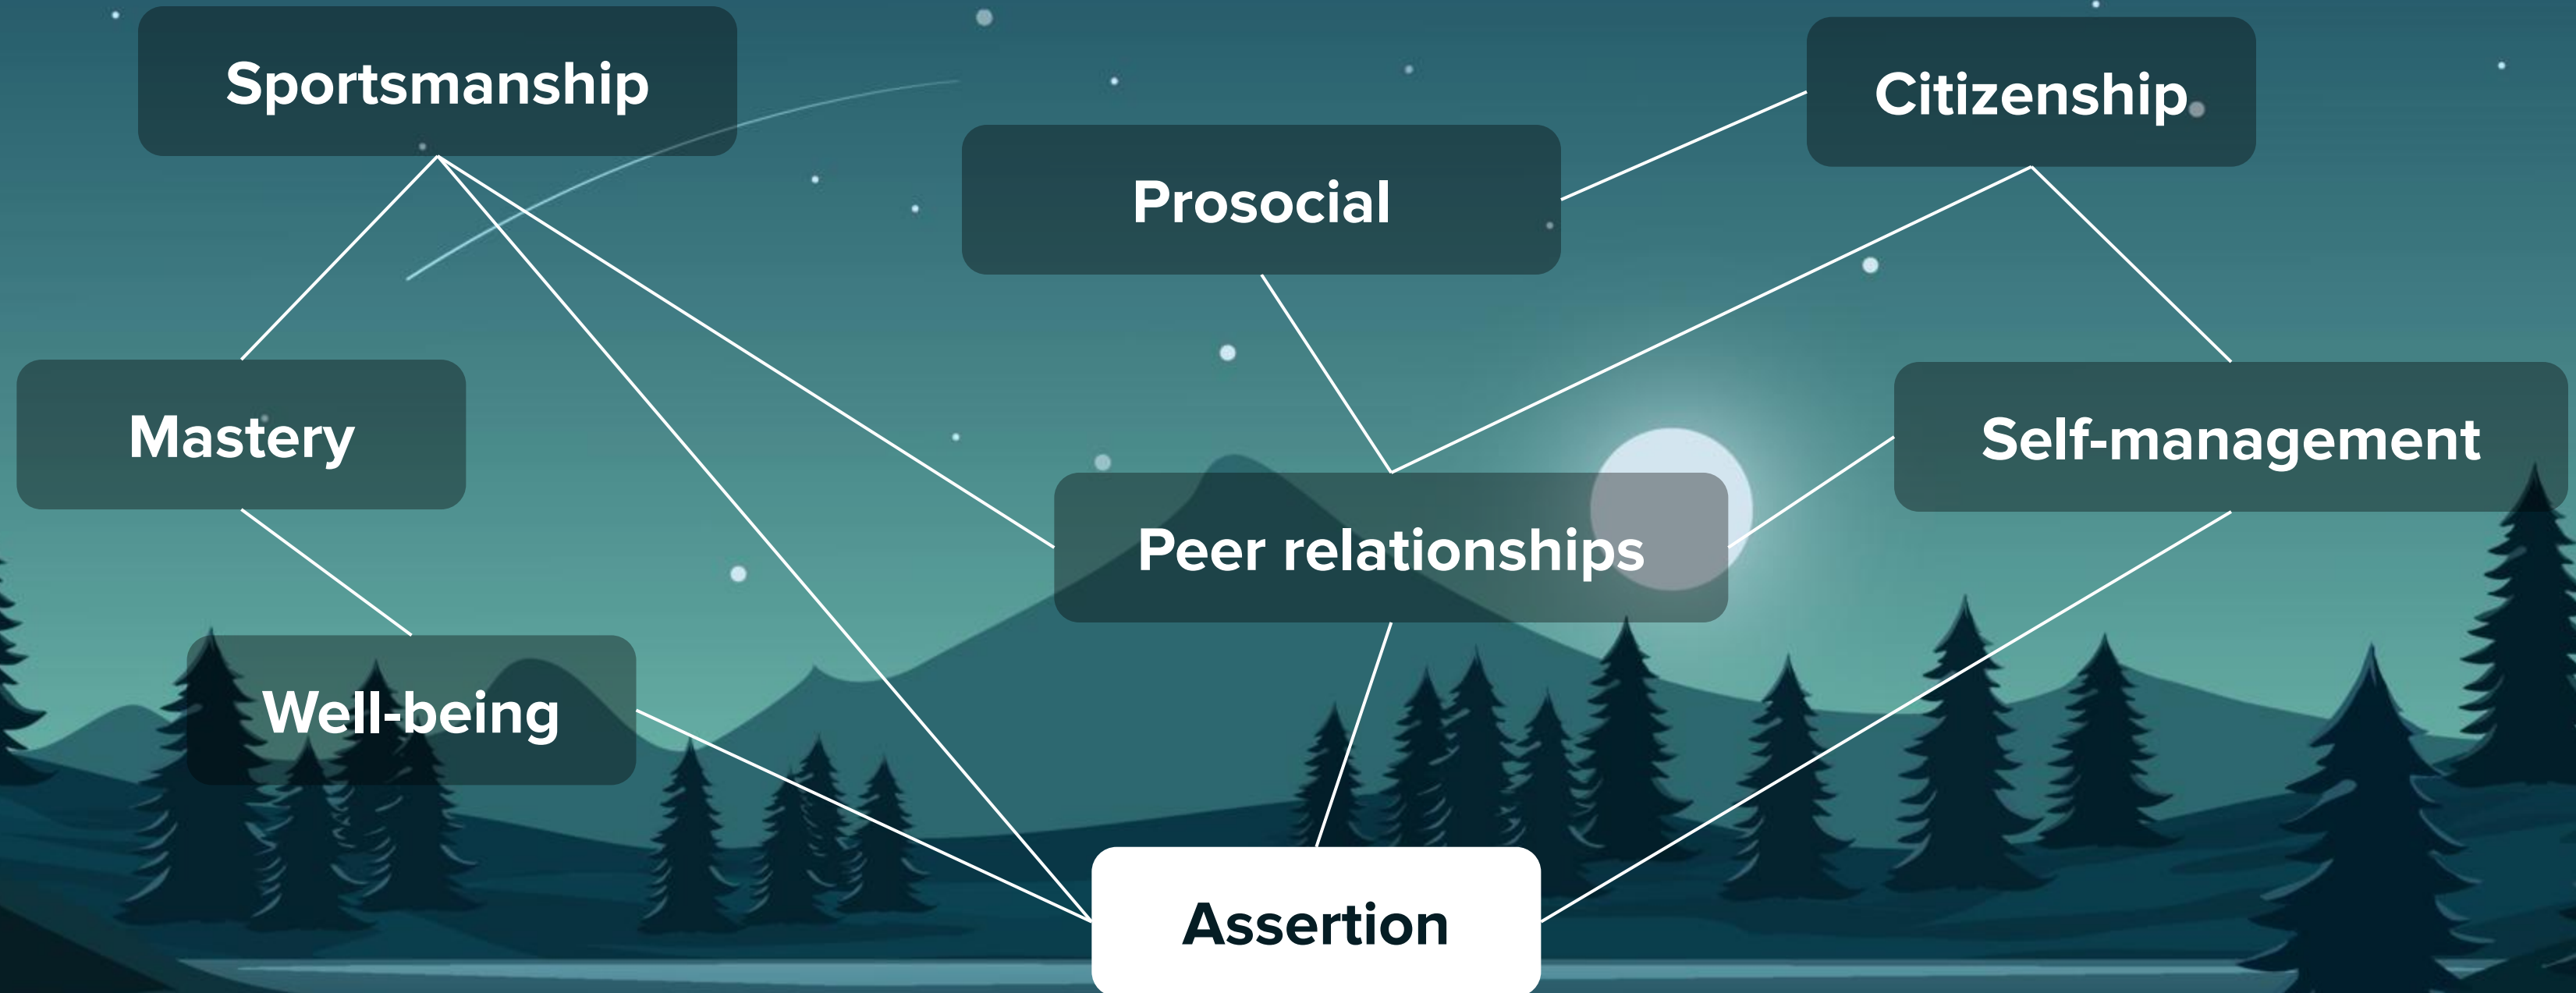 Sportsmanship
Citizenship
Prosocial
Mastery
Self-management
Peer relationships
Well-being
Assertion